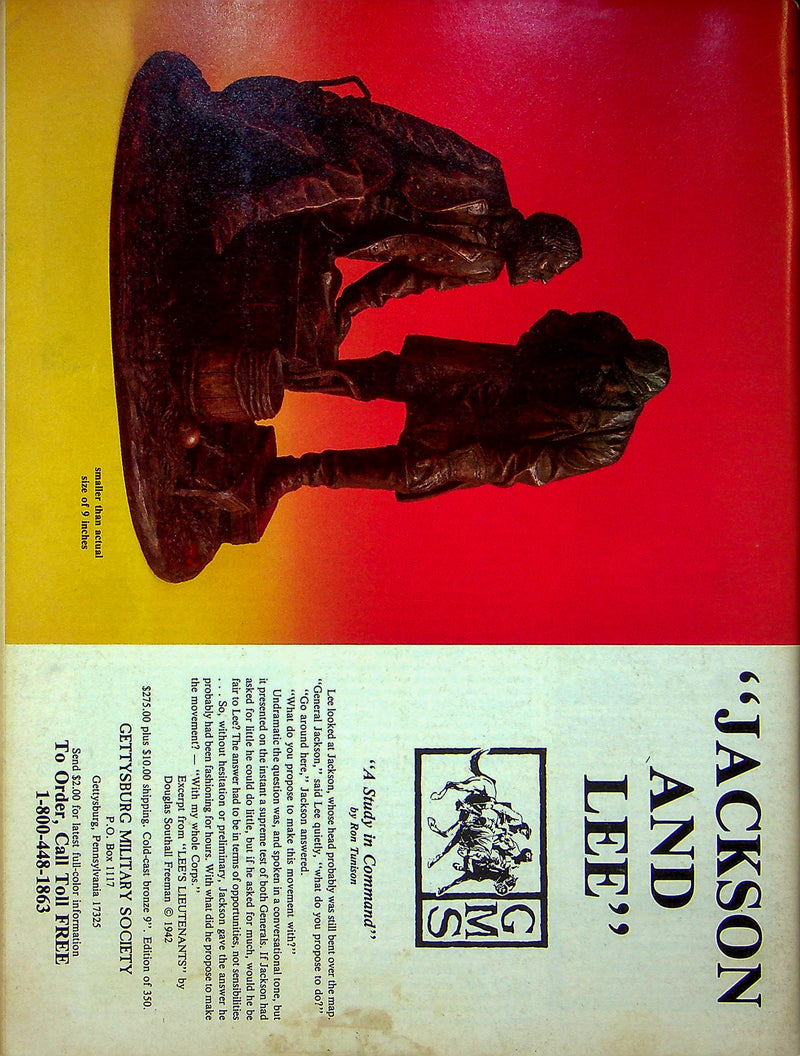 "JACKSON
AND
LEE"
G
M
S
"A Study in Command"
by Ron Tunison
Lee looked at Jackson, whose head probably was still bent over the map.
"General Jackson," said Lee quietly, "what do you propose to do?"
"Go around here," Jackson answered.
"What do you propose to make this movement with?"
Undramatic the question was, and spoken in a conversational tone, but
it presented on the instant a supreme test of both Generals. If Jackson had
asked for little he could do little, but if he asked for much, would he be
fair to Lee? The answer had to be in terms of opportunities, not sensibilities
. . . So, without hesitation or preliminary, Jackson gave the answer he
probably had been fashioning for hours. With what did he propose to make
the movement? — "With my whole Corps."
Excerpt from "LEE'S LIEUTENANTS" by
Douglas Southall Freeman © 1942
$275.00 plus $10.00 shipping. Cold-cast bronze 9". Edition of 350.
GETTYSBURG MILITARY SOCIETY
P.O. Box 1117
Gettysburg, Pennsylvania 17325
Send $2.00 for latest full-color information
To Order, Call Toll FREE
1-800-448-1863
smaller than actual
size of 9 inches